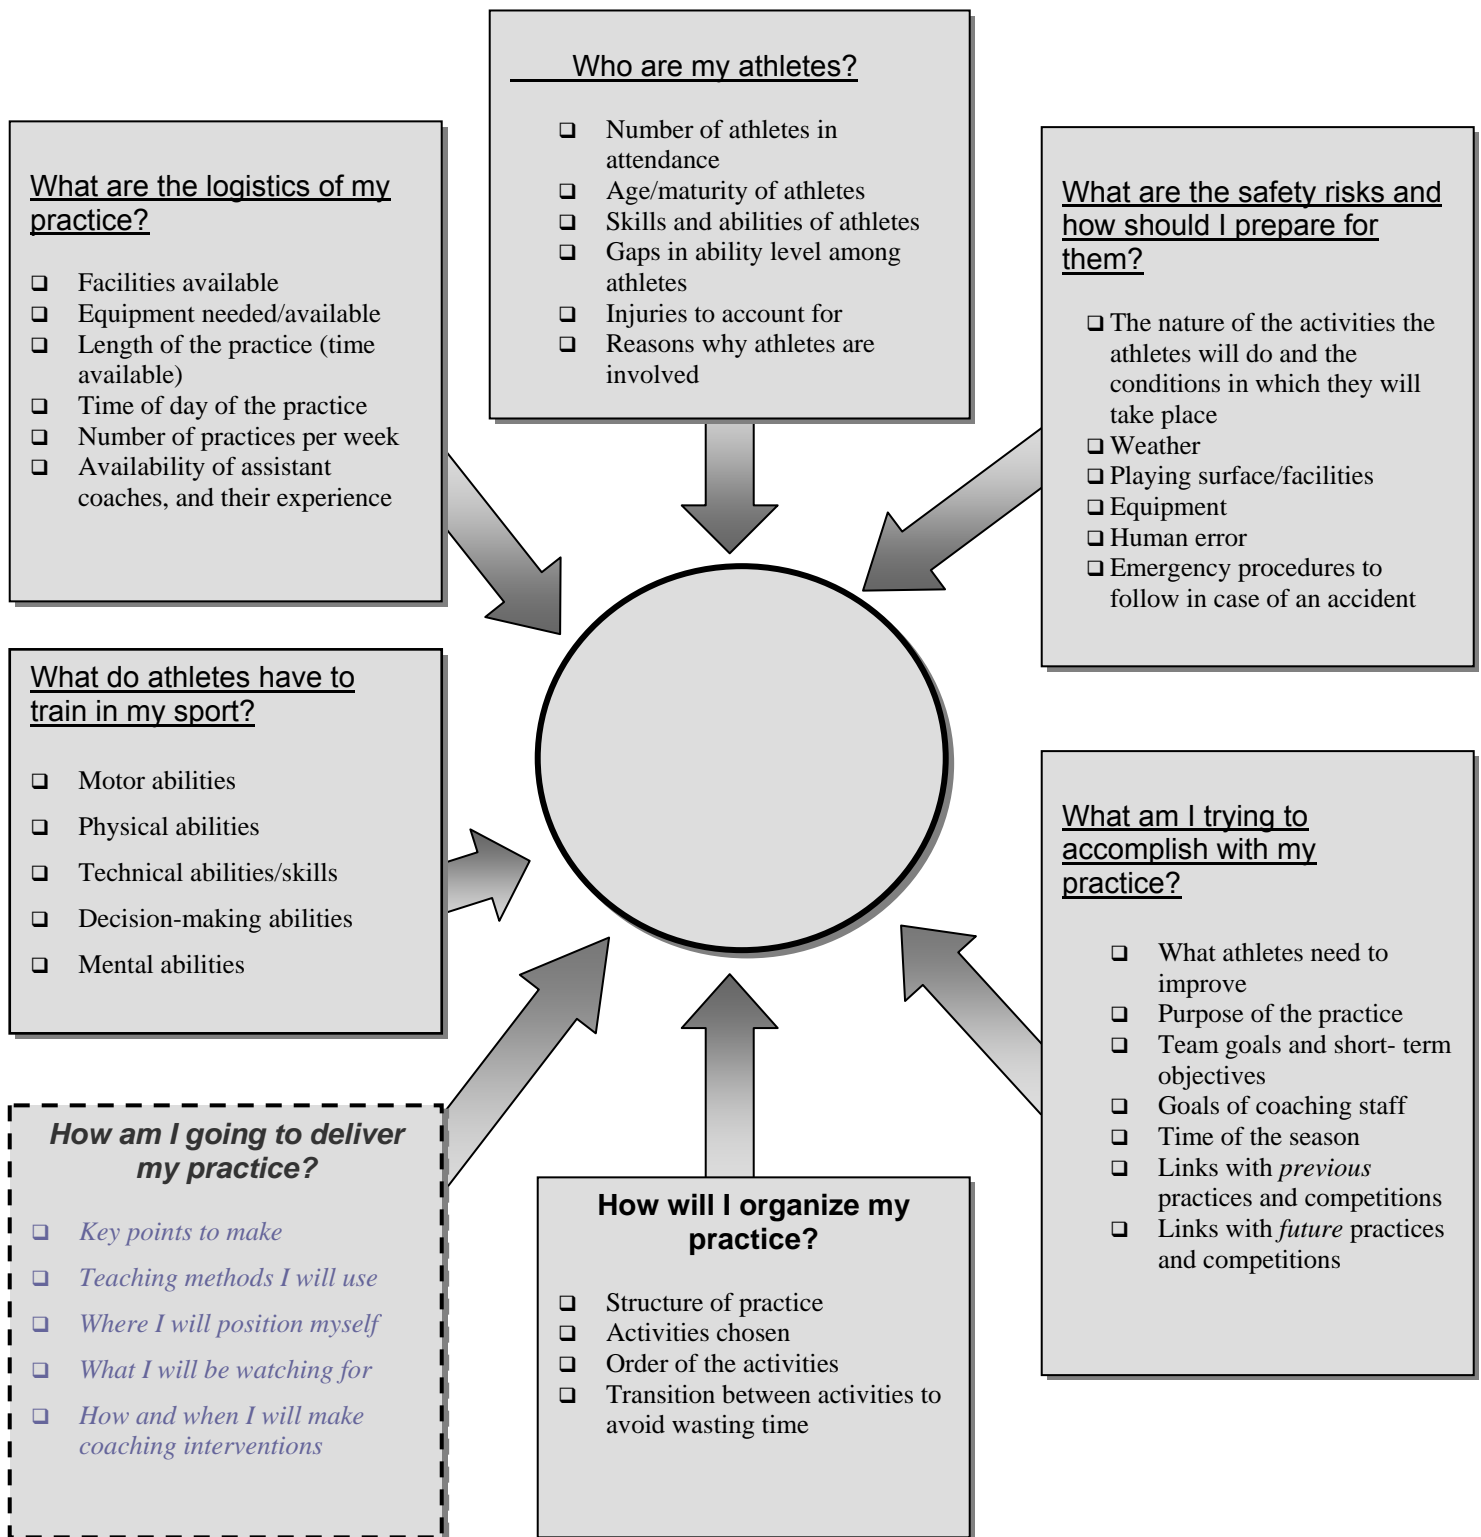 Who are my athletes?
❑ Number of athletes in
attendance
❑ Age/maturity of athletes
❑ Skills and abilities of athletes
❑ Gaps in ability level among
athletes
❑ Injuries to account for
❑ Reasons why athletes are
involved
What are the logistics of my
practice?
❑ Facilities available
❑ Equipment needed/available
❑ Length of the practice (time
available)
❑ Time of day of the practice
❑ Number of practices per week
❑ Availability of assistant
coaches, and their experience
What are the safety risks and
how should I prepare for
them?
❑ The nature of the activities the
athletes will do and the
conditions in which they will
take place
❑ Weather
❑ Playing surface/facilities
❑ Equipment
❑ Human error
❑ Emergency procedures to
follow in case of an accident
What do athletes have to
train in my sport?
❑ Motor abilities
❑ Physical abilities
❑ Technical abilities/skills
❑ Decision-making abilities
❑ Mental abilities
What am I trying to
accomplish with my
practice?
❑ What athletes need to
improve
❑ Purpose of the practice
❑ Team goals and short- term
objectives
❑ Goals of coaching staff
❑ Time of the season
❑ Links with previous
practices and competitions
❑ Links with future practices
and competitions
How am I going to deliver
my practice?
❑ Key points to make
❑ Teaching methods I will use
❑ Where I will position myself
❑ What I will be watching for
❑ How and when I will make
coaching interventions
How will I organize my
practice?
❑ Structure of practice
❑ Activities chosen
❑ Order of the activities
❑ Transition between activities to
avoid wasting time